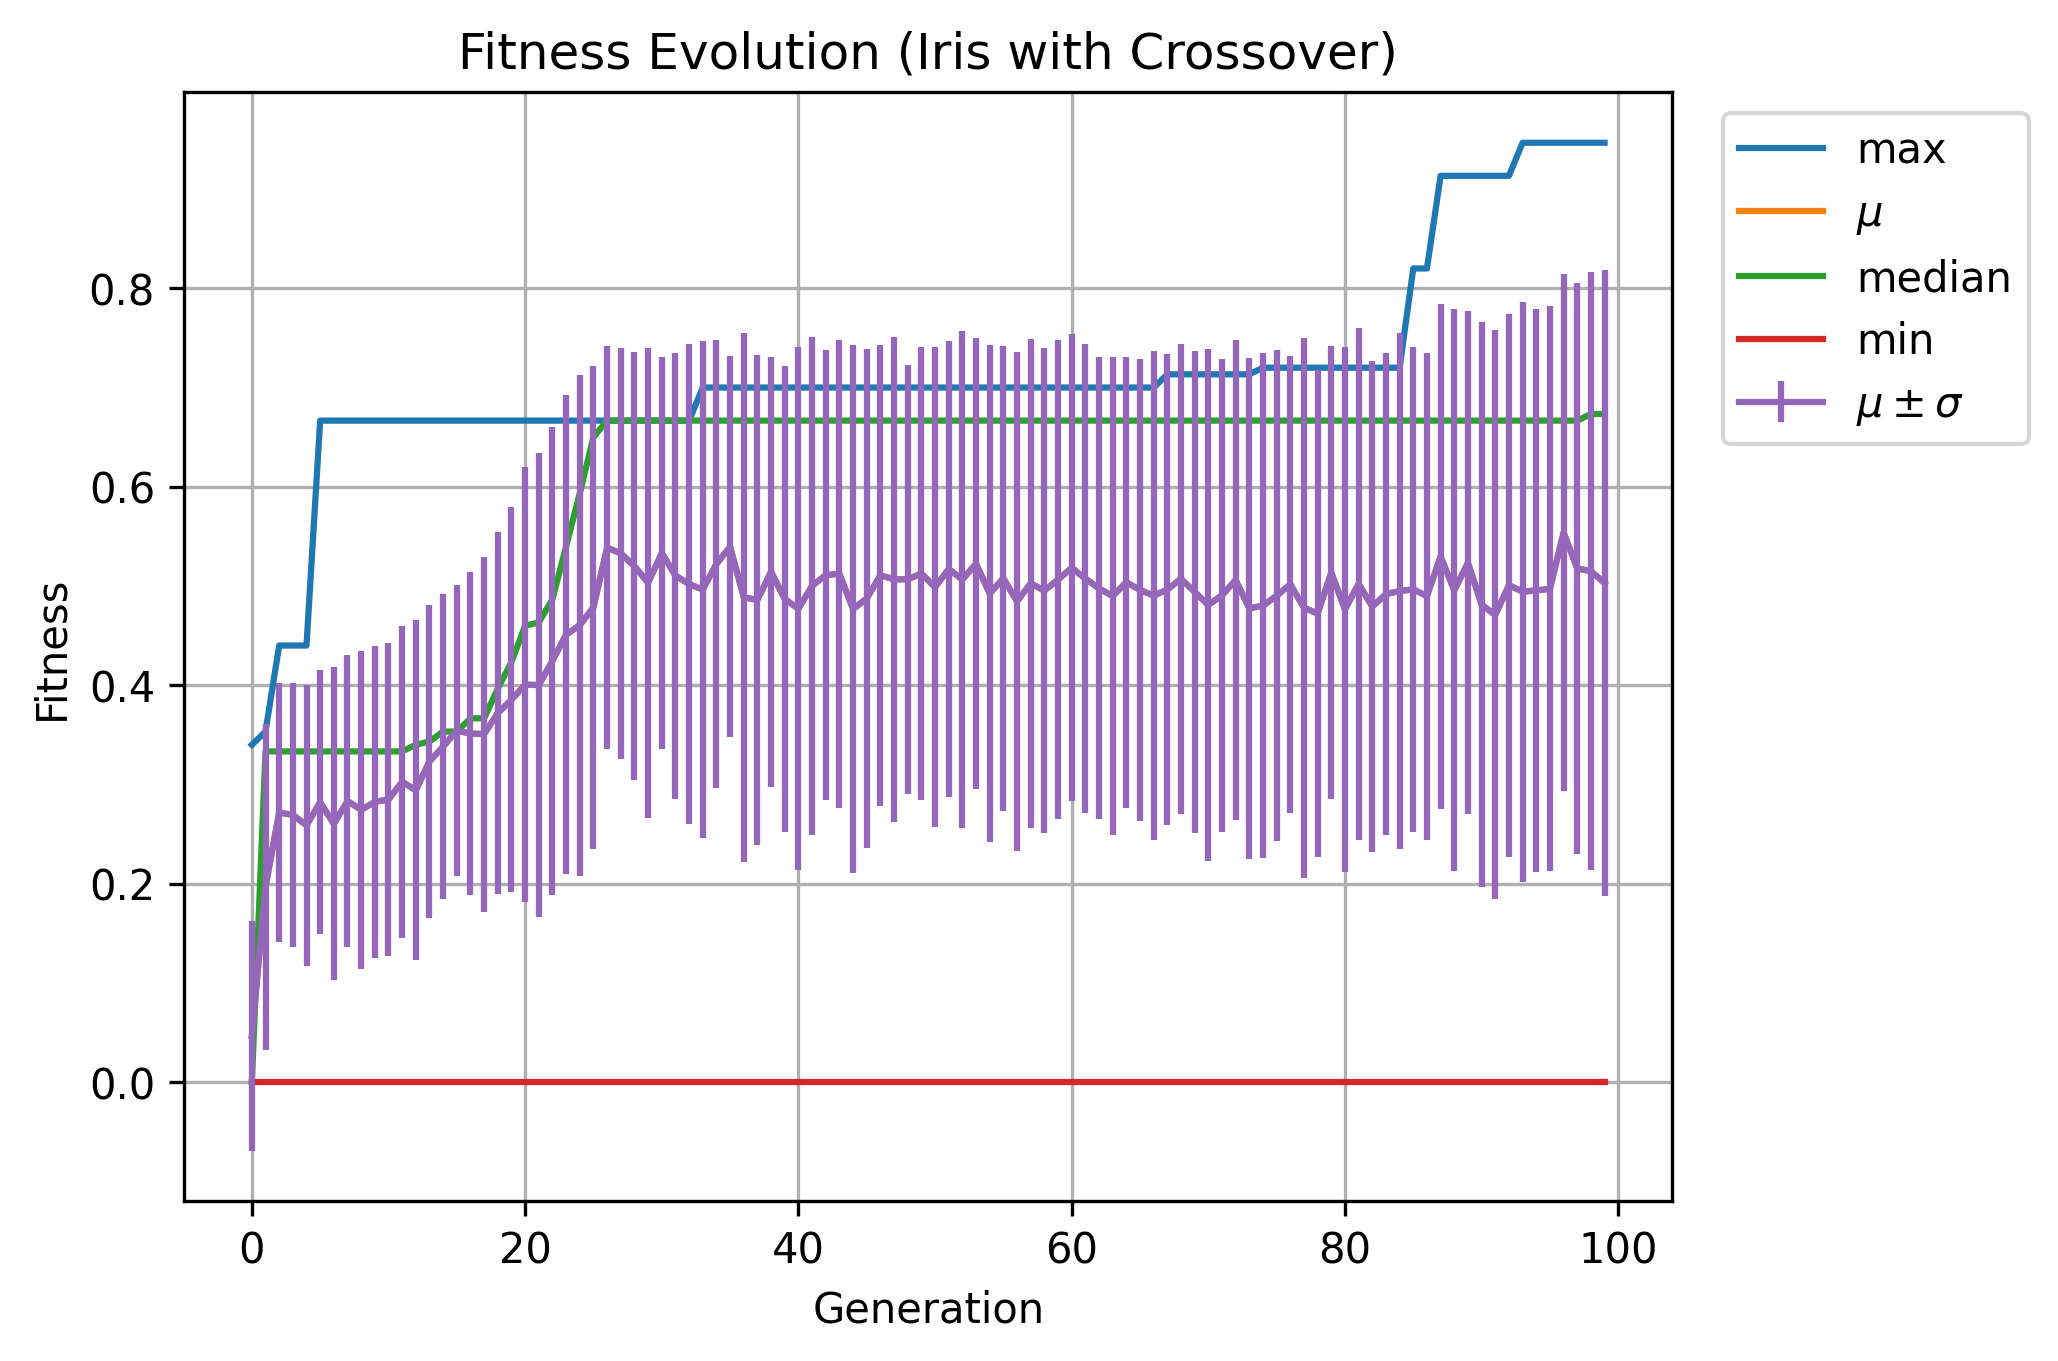 Fitness Evolution (Iris with Crossover)
max
μ
median
min
μ ± σ
Fitness
0.8
0.6
0.4
0.2
0.0
0 20 40 60 80 100
Generation